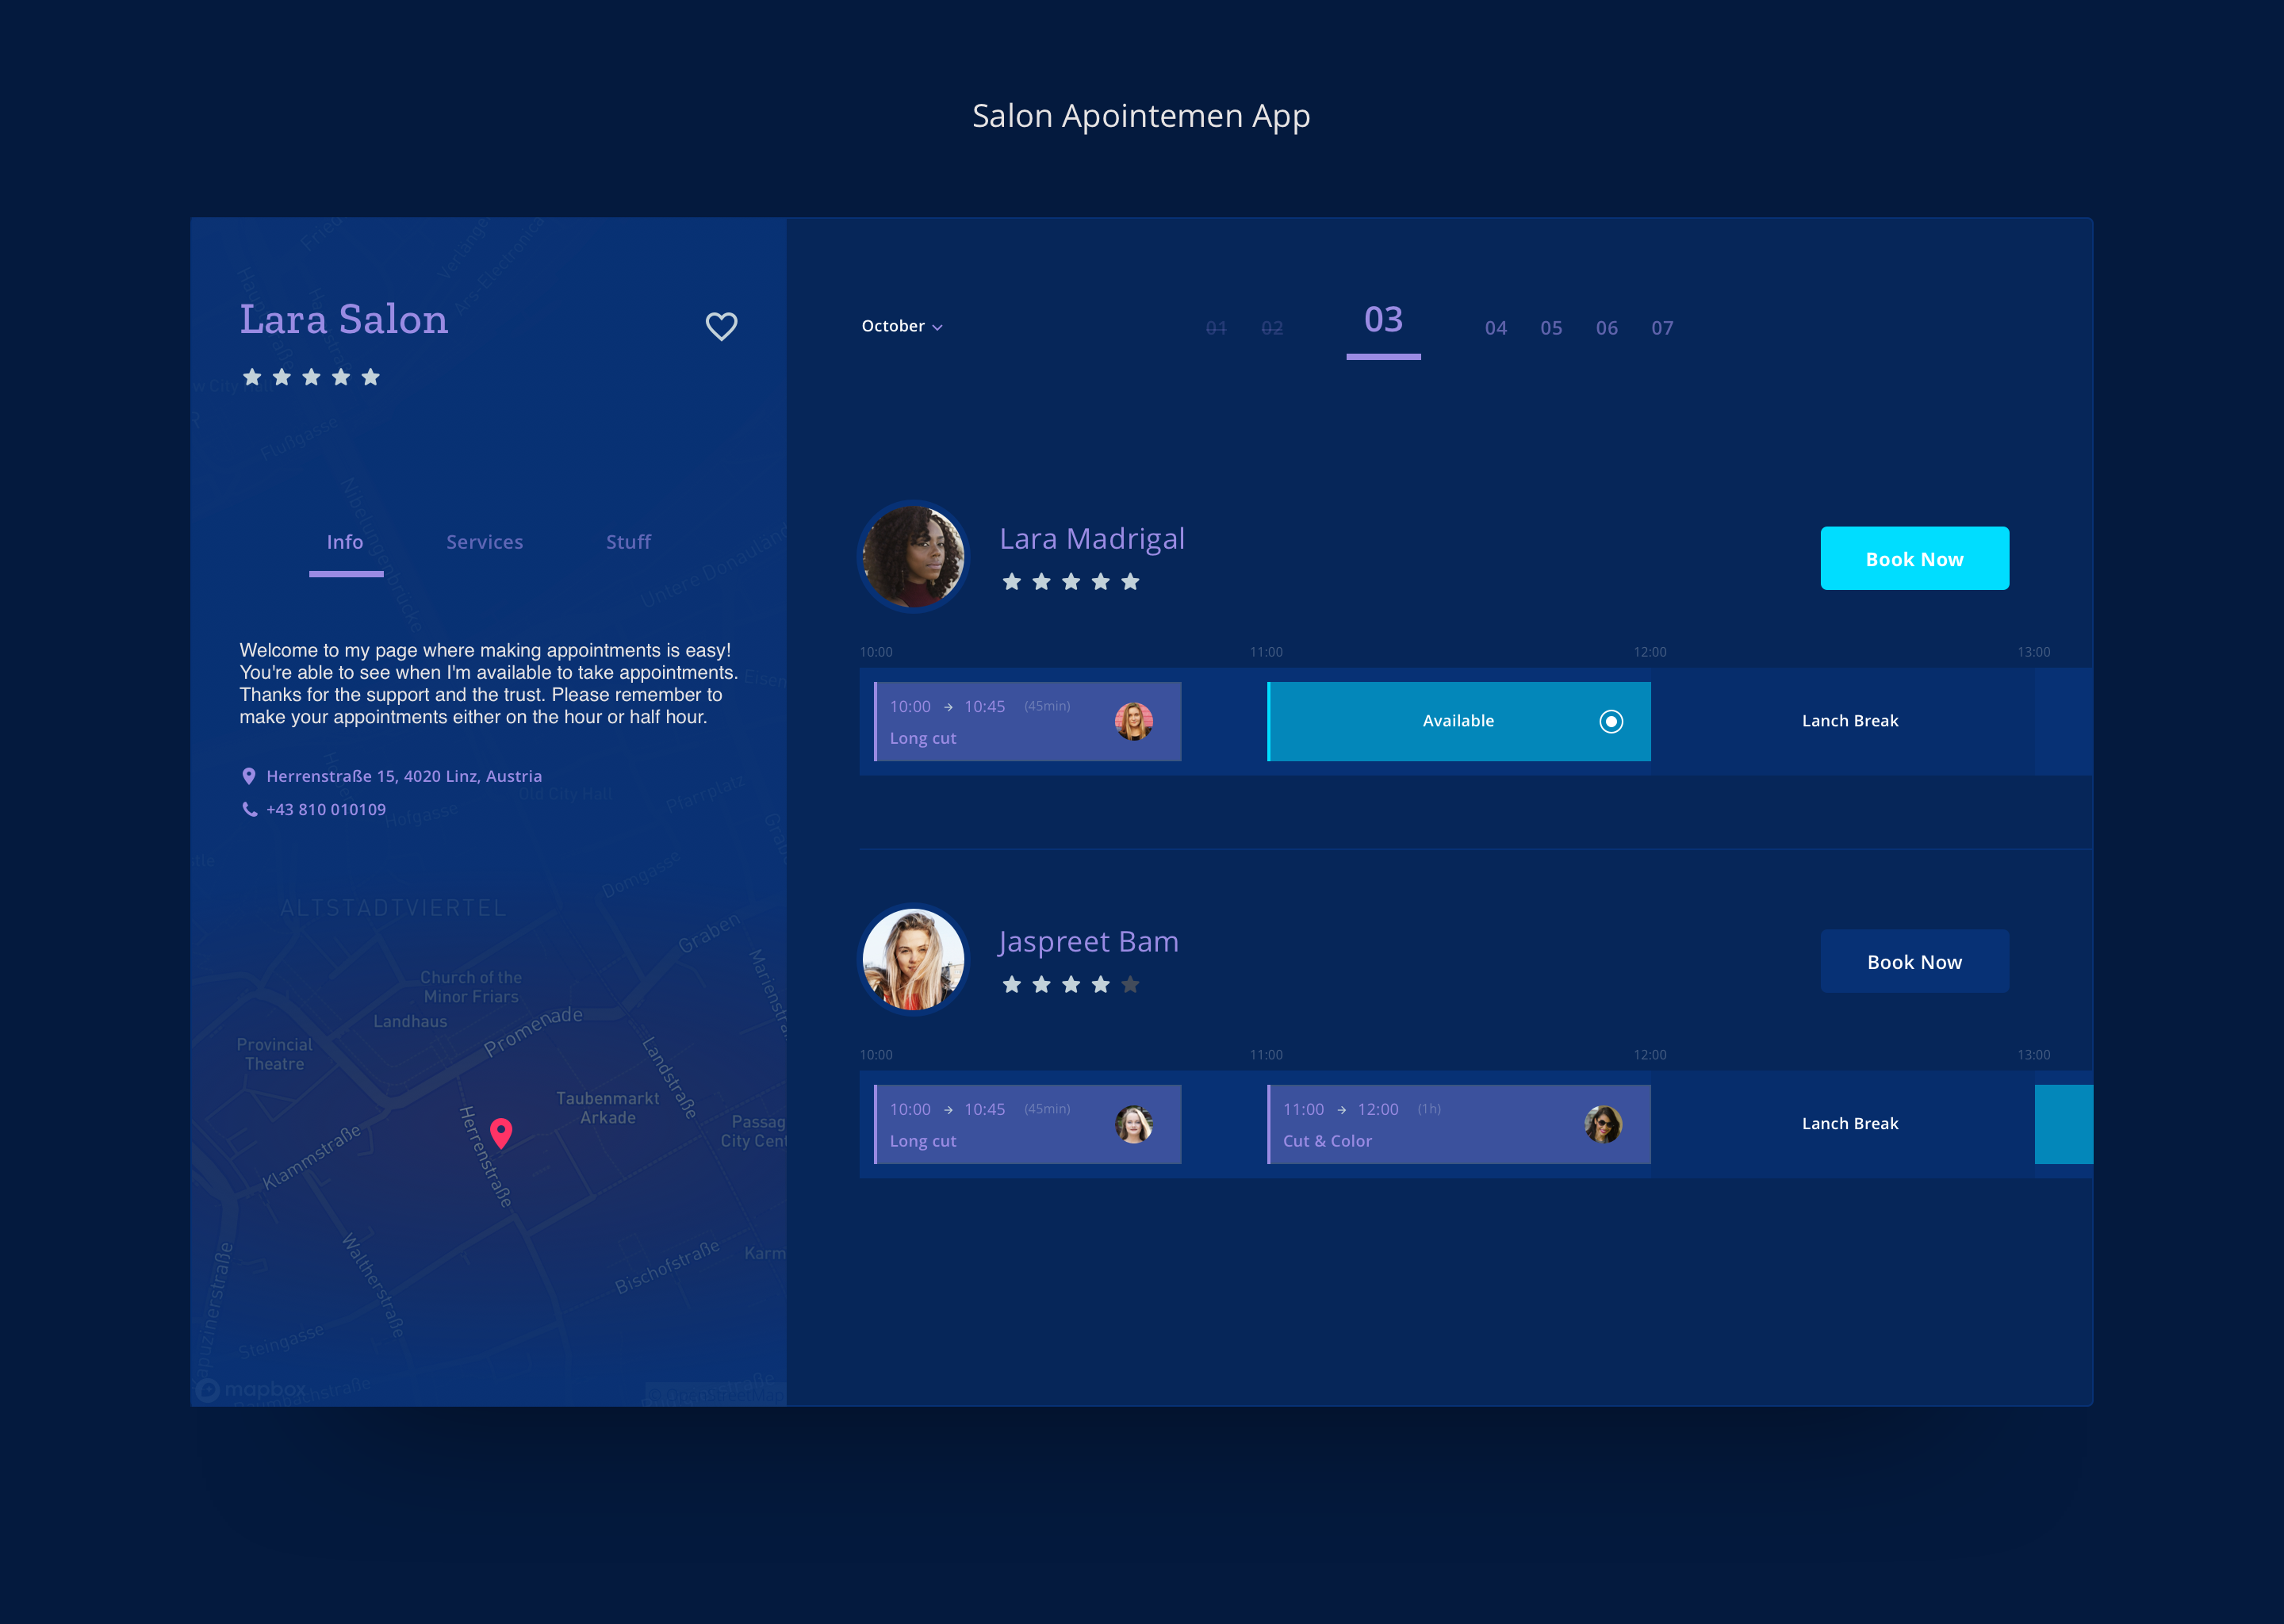 Salon Apointemen App
Lara Salon
Info
Services
Stuff
Welcome to my page where making appointments is easy!
You're able to see when I'm available to take appointments.
Thanks for the support and the trust. Please remember to
make your appointments either on the hour or half hour.
Herrenstraße 15, 4020 Linz, Austria
+43 810 010109
Flußgasse
Nibelungenbrücke
Untere Donaulän
Old City Hall
Pfarrplatz
Hofgasse
Domgasse
ALTSTADTVIERTEL
Graben
Church of the
Minor Friars
Landhaus
Promenade
Provincial
Theatre
Landstraße
Marienstra
Taubenmarkt
Arkade
Passag
City Cent
Herrenstraße
Klammstraße
Waltherstraße
Bischofstraße
Karm
Steingasse
apuzinerstraße
mapbox
© OpenStreetMap
October
01 02 03 04 05 06 07
Lara Madrigal
Book Now
10:00 11:00 12:00 13:00
10:00 → 10:45 (45min)
Long cut
Available
Lanch Break
Jaspreet Bam
Book Now
10:00 11:00 12:00 13:00
10:00 → 10:45 (45min)
Long cut
11:00 → 12:00 (1h)
Cut & Color
Lanch Break